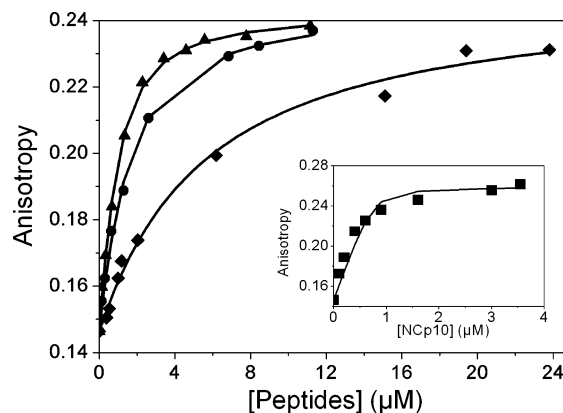 0.24
0.22
0.20
0.18
0.16
0.14
Anisotropy
0 4 8 12 16 20 24
[Peptides] (µM)
0.28
0.24
0.20
0.16
Anisotropy
0 1 2 3 4
[NCp10] (µM)